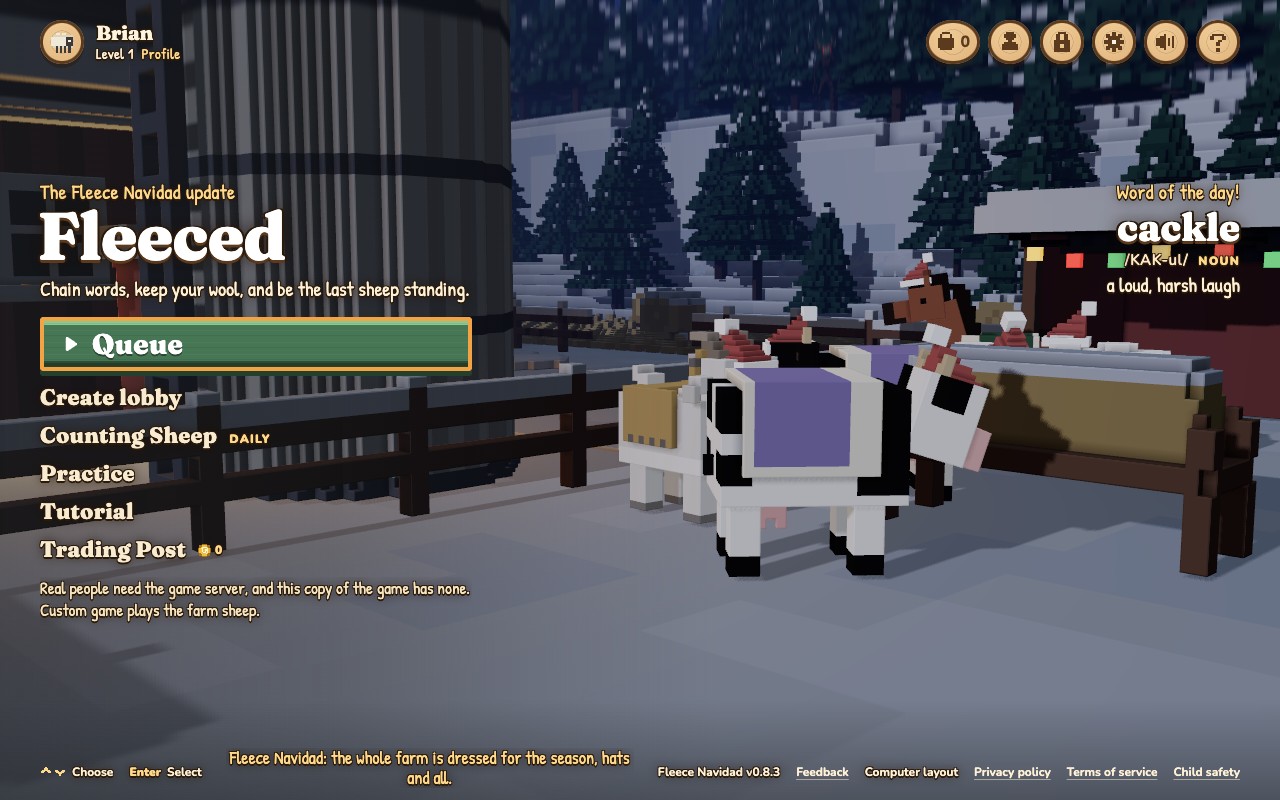 Brian
Level 1 Profile
0
The Fleece Navidad update
Fleeced
Chain words, keep your wool, and be the last sheep standing.
Queue
Create lobby
Counting Sheep DAILY
Practice
Tutorial
Trading Post 0
Real people need the game server, and this copy of the game has none.
Custom game plays the farm sheep.
Word of the day!
cackle
/KAK-ul/ NOUN
a loud, harsh laugh
Choose Enter Select
Fleece Navidad: the whole farm is dressed for the season, hats
and all.
Fleece Navidad v0.8.3 Feedback Computer layout Privacy policy Terms of service Child safety